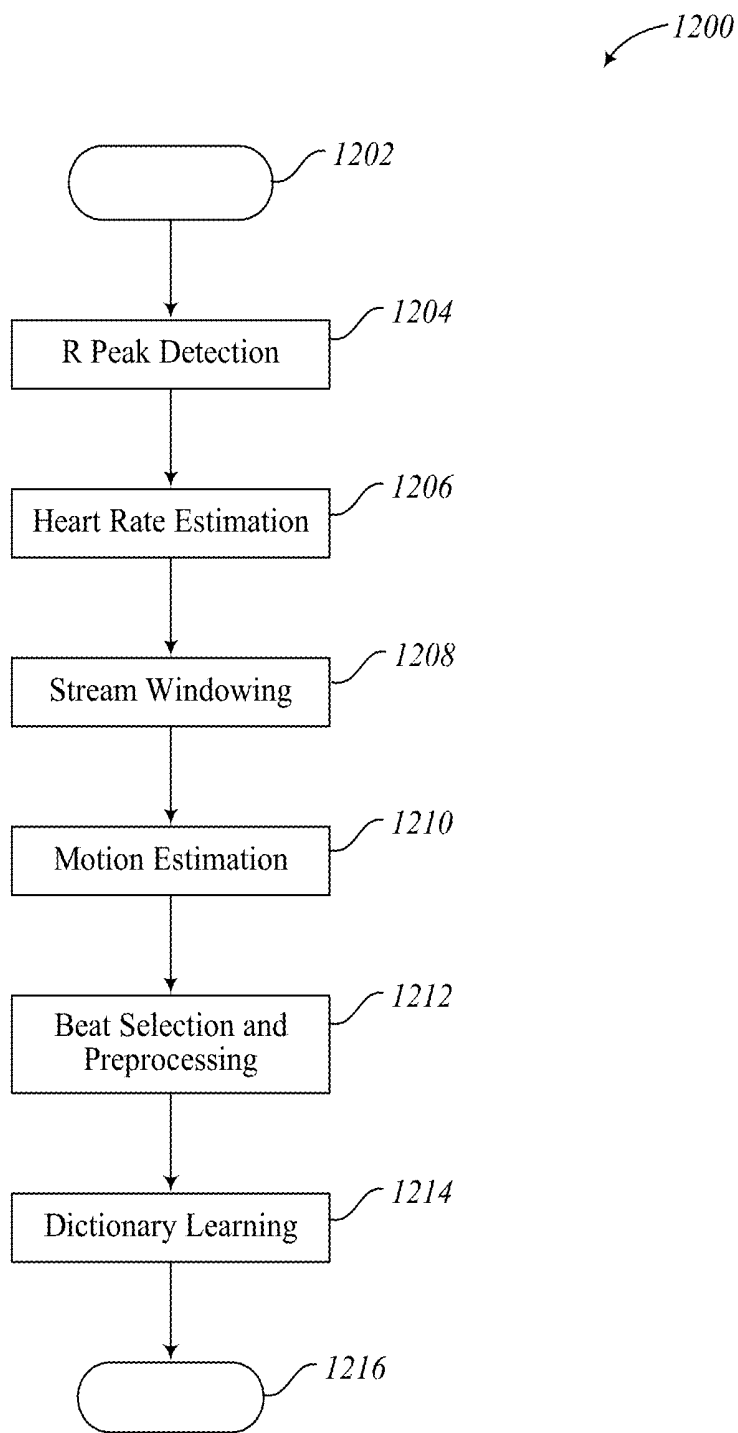 1200
1202
1204
R Peak Detection
1206
Heart Rate Estimation
1208
Stream Windowing
1210
Motion Estimation
1212
Beat Selection and
Preprocessing
1214
Dictionary Learning
1216